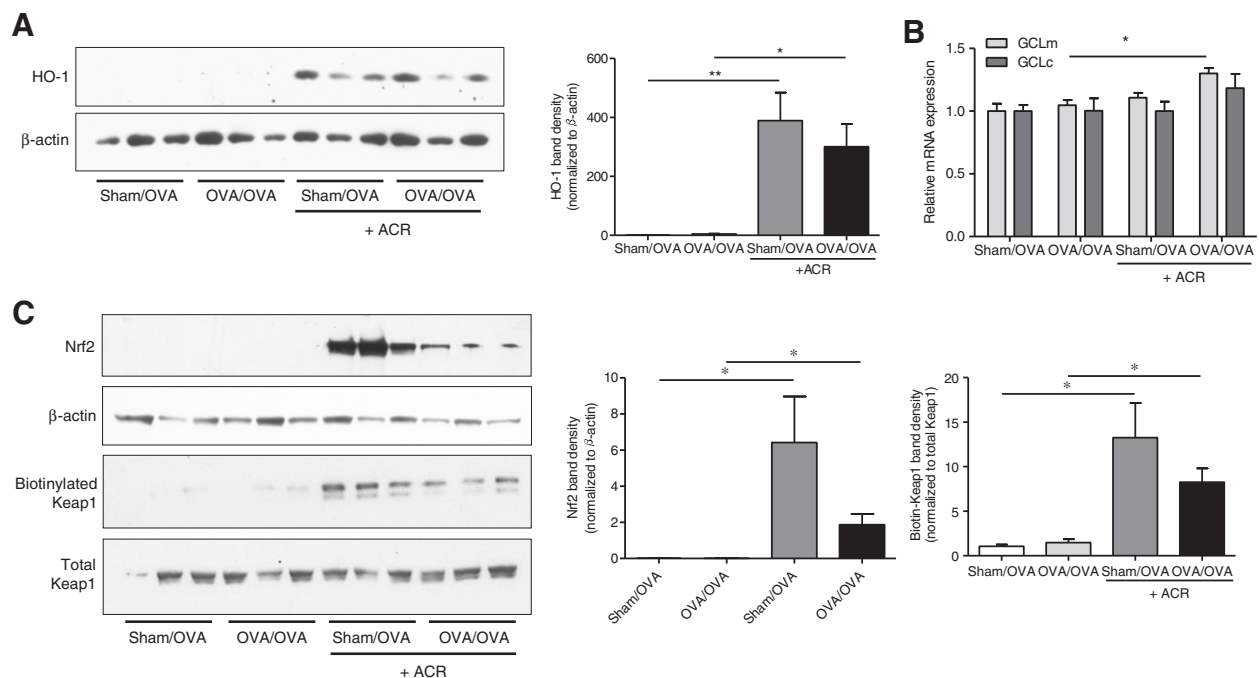 A
HO-1
β-actin
Sham/OVA
OVA/OVA
Sham/OVA
OVA/OVA
+ ACR
HO-1 band density
(normalized to β-actin)
600
400
200
0
**
*
Sham/OVA
OVA/OVA
Sham/OVA
OVA/OVA
+ACR
B
GCLm
GCLc
*
Relative mRNA expression
1.5
1.0
0.5
0.0
Sham/OVA
OVA/OVA
Sham/OVA
OVA/OVA
+ ACR
C
Nrf2
β-actin
Biotinylated
Keap1
Total
Keap1
Sham/OVA
OVA/OVA
Sham/OVA
OVA/OVA
+ ACR
Nrf2 band density
(normalized to β-actin)
10
8
6
4
2
0
*
*
Sham/OVA
OVA/OVA
Sham/OVA
OVA/OVA
Biotin-Keap1 band density
(normalized to total Keap1)
20
15
10
5
0
*
*
Sham/OVA
OVA/OVA
Sham/OVA
OVA/OVA
+ ACR